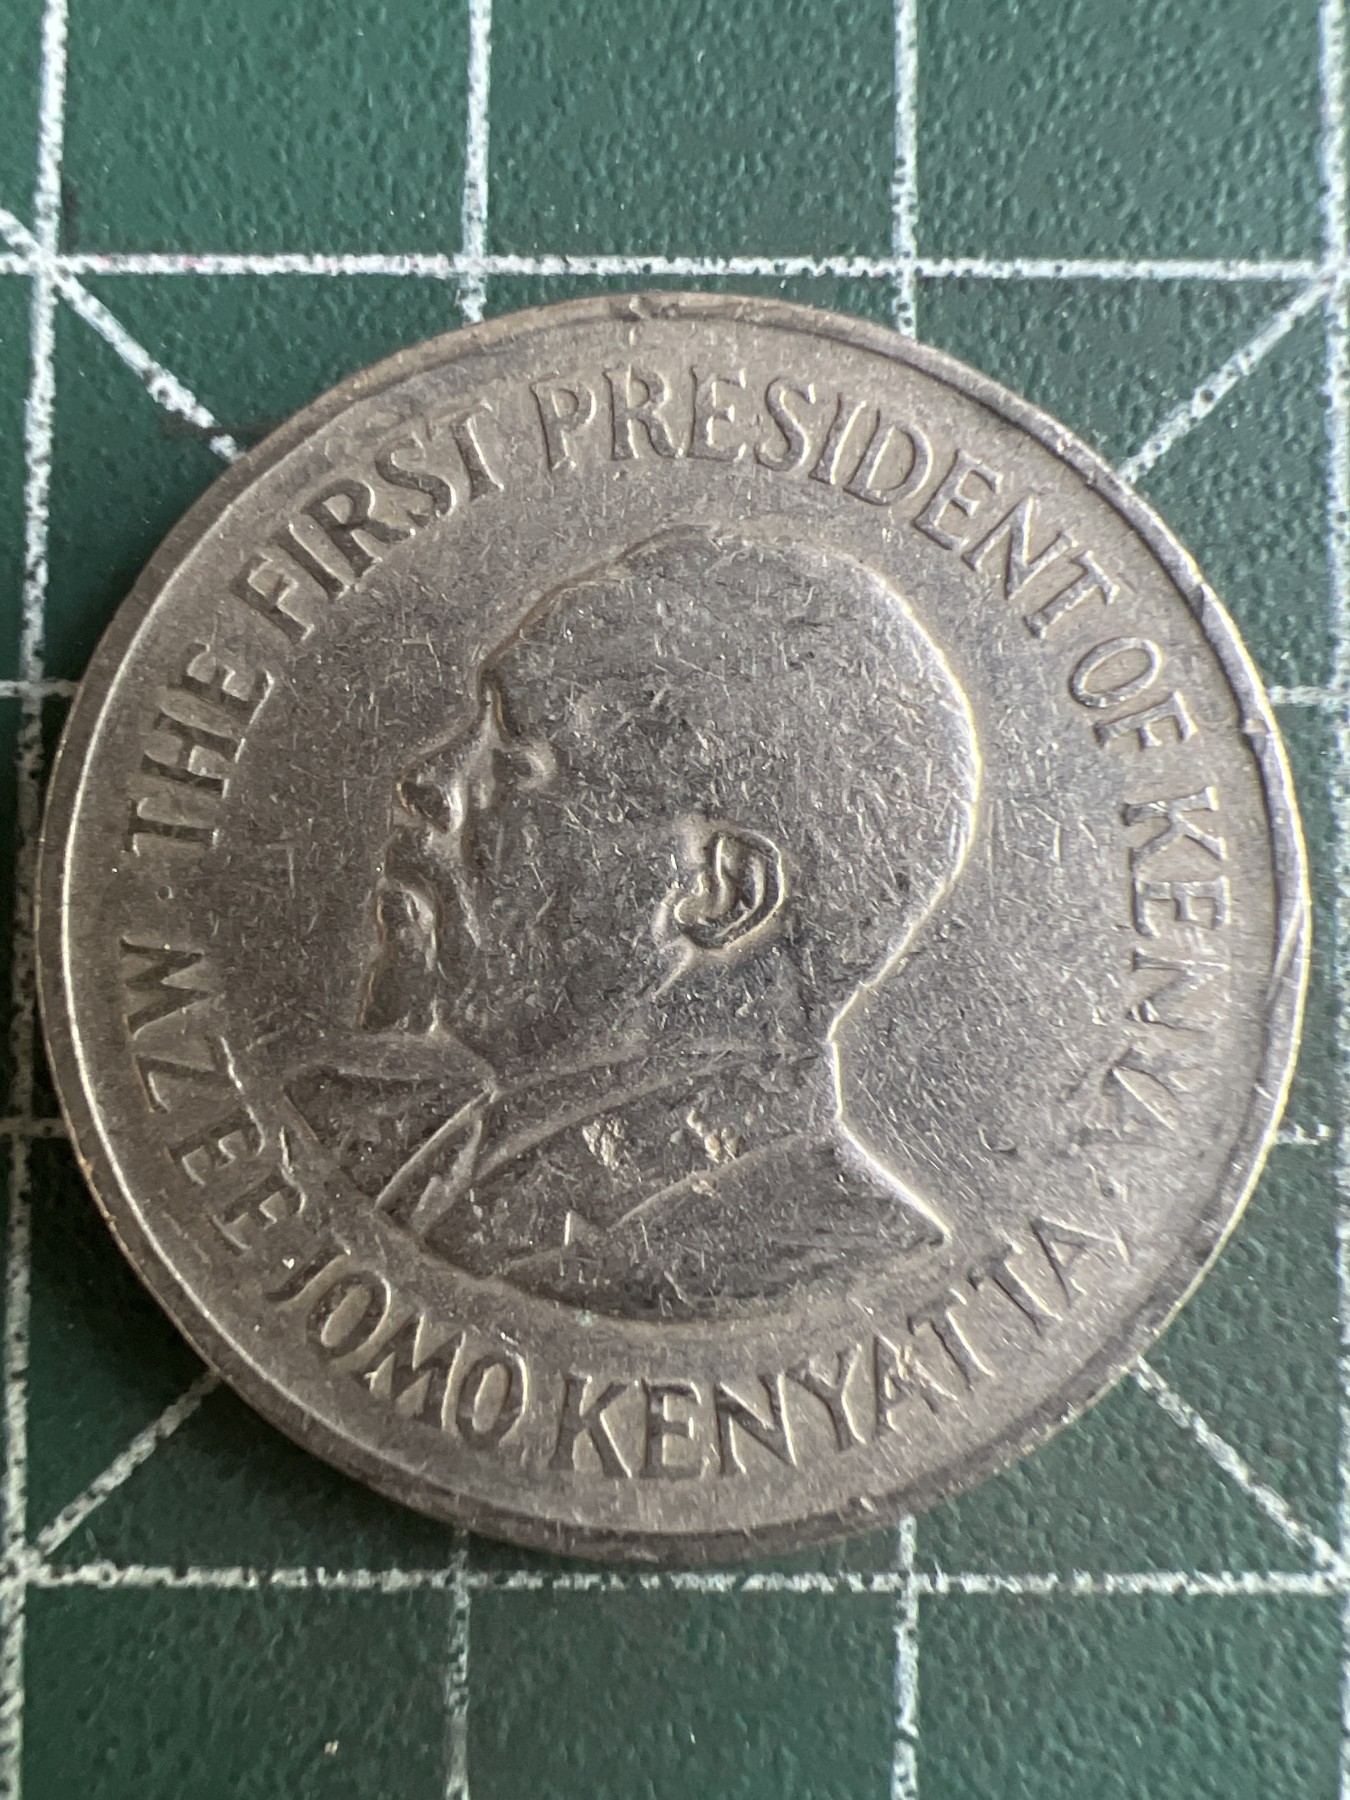 MZEE JOMO KENYATTA
· THE FIRST PRESIDENT OF KENYA ·